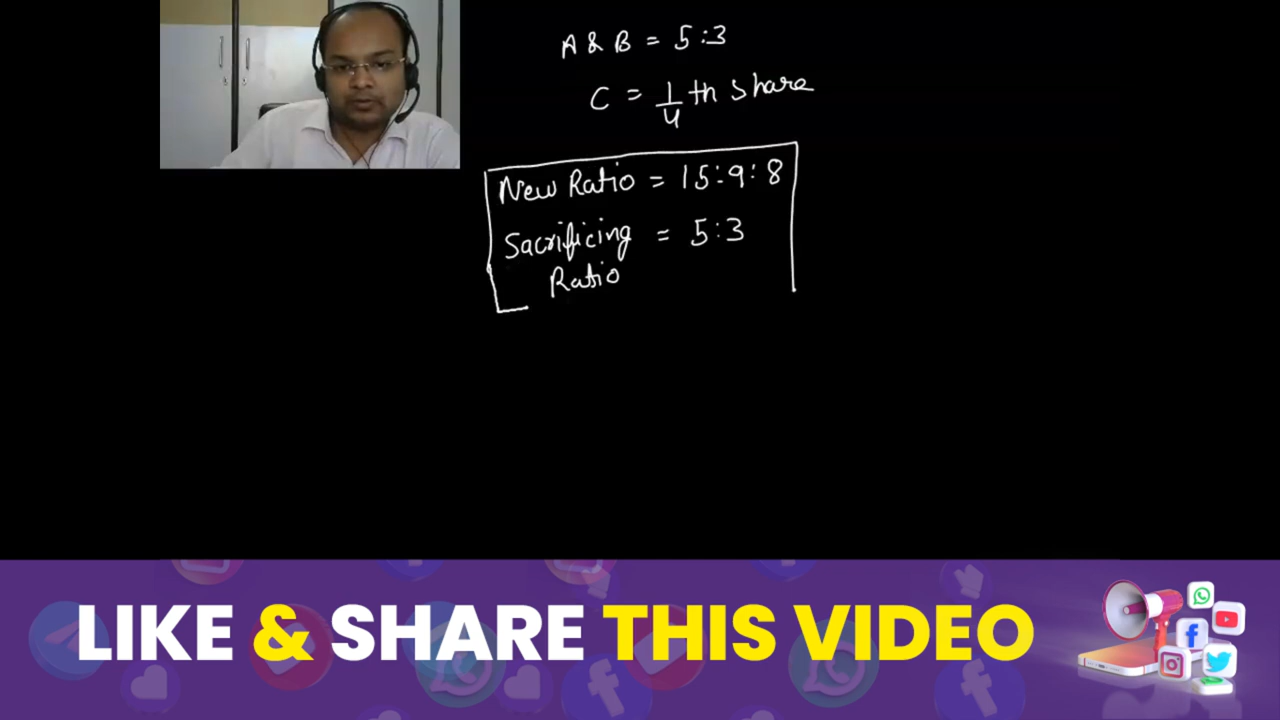 A & B = 5:3
C = 1/4 th share
New Ratio = 15:9:8
Sacrificing = 5:3
Ratio
LIKE & SHARE THIS VIDEO